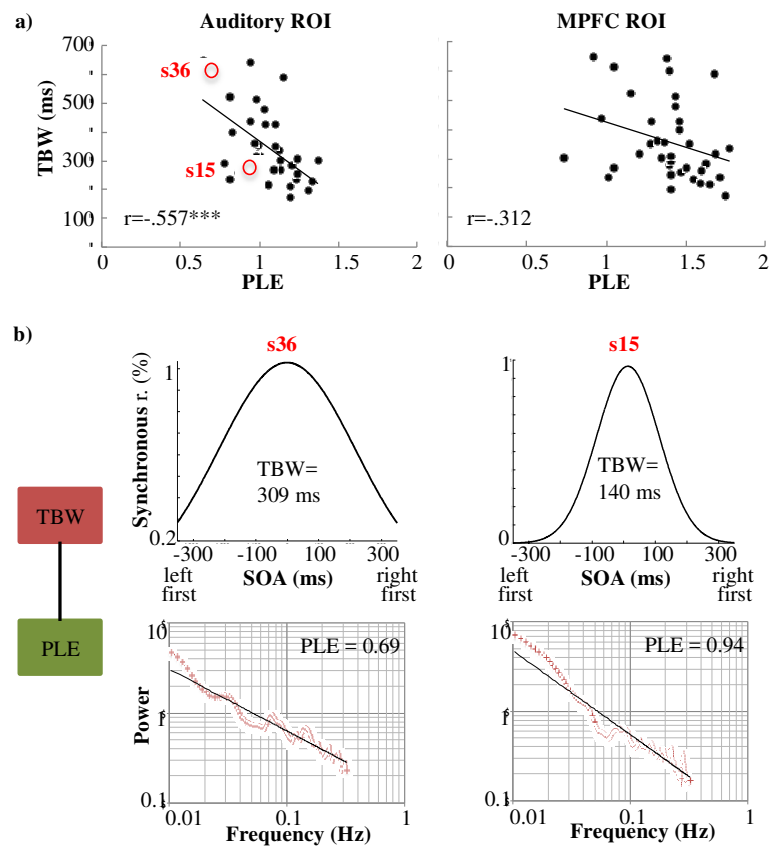 a)
Auditory ROI
MPFC ROI
TBW (ms)
700
500
300
100
s36
s15
r=-.557***
0
0.5
1
1.5
2
PLE
r=-.312
0
0.5
1
1.5
2
PLE
b)
s36
s15
Synchronous r. (%)
1
0.2
TBW=
309 ms
-300
-100
100
300
left
first
SOA (ms)
right
first
1
0
TBW=
140 ms
-300
-100
100
300
left
first
SOA (ms)
right
first
TBW
PLE
Power
10
1
0.1
PLE = 0.69
0.01
0.1
1
Frequency (Hz)
10
1
0.1
PLE = 0.94
0.01
0.1
1
Frequency (Hz)